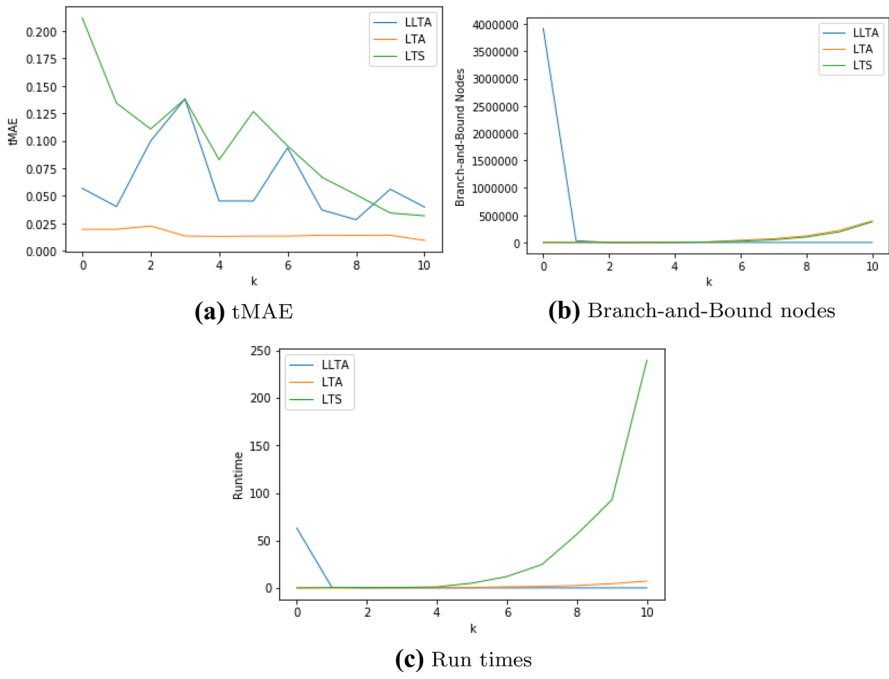 0.200
0.175
0.150
0.125
0.100
0.075
0.050
0.025
0.000
tMAE
LLTA
LTA
LTS
0 2 4 6 8 10
k
(a) tMAE
4000000
3500000
3000000
2500000
2000000
1500000
1000000
500000
0
Branch-and-Bound Nodes
LLTA
LTA
LTS
0 2 4 6 8 10
k
(b) Branch-and-Bound nodes
250
200
150
100
50
0
Runtime
LLTA
LTA
LTS
0 2 4 6 8 10
k
(c) Run times